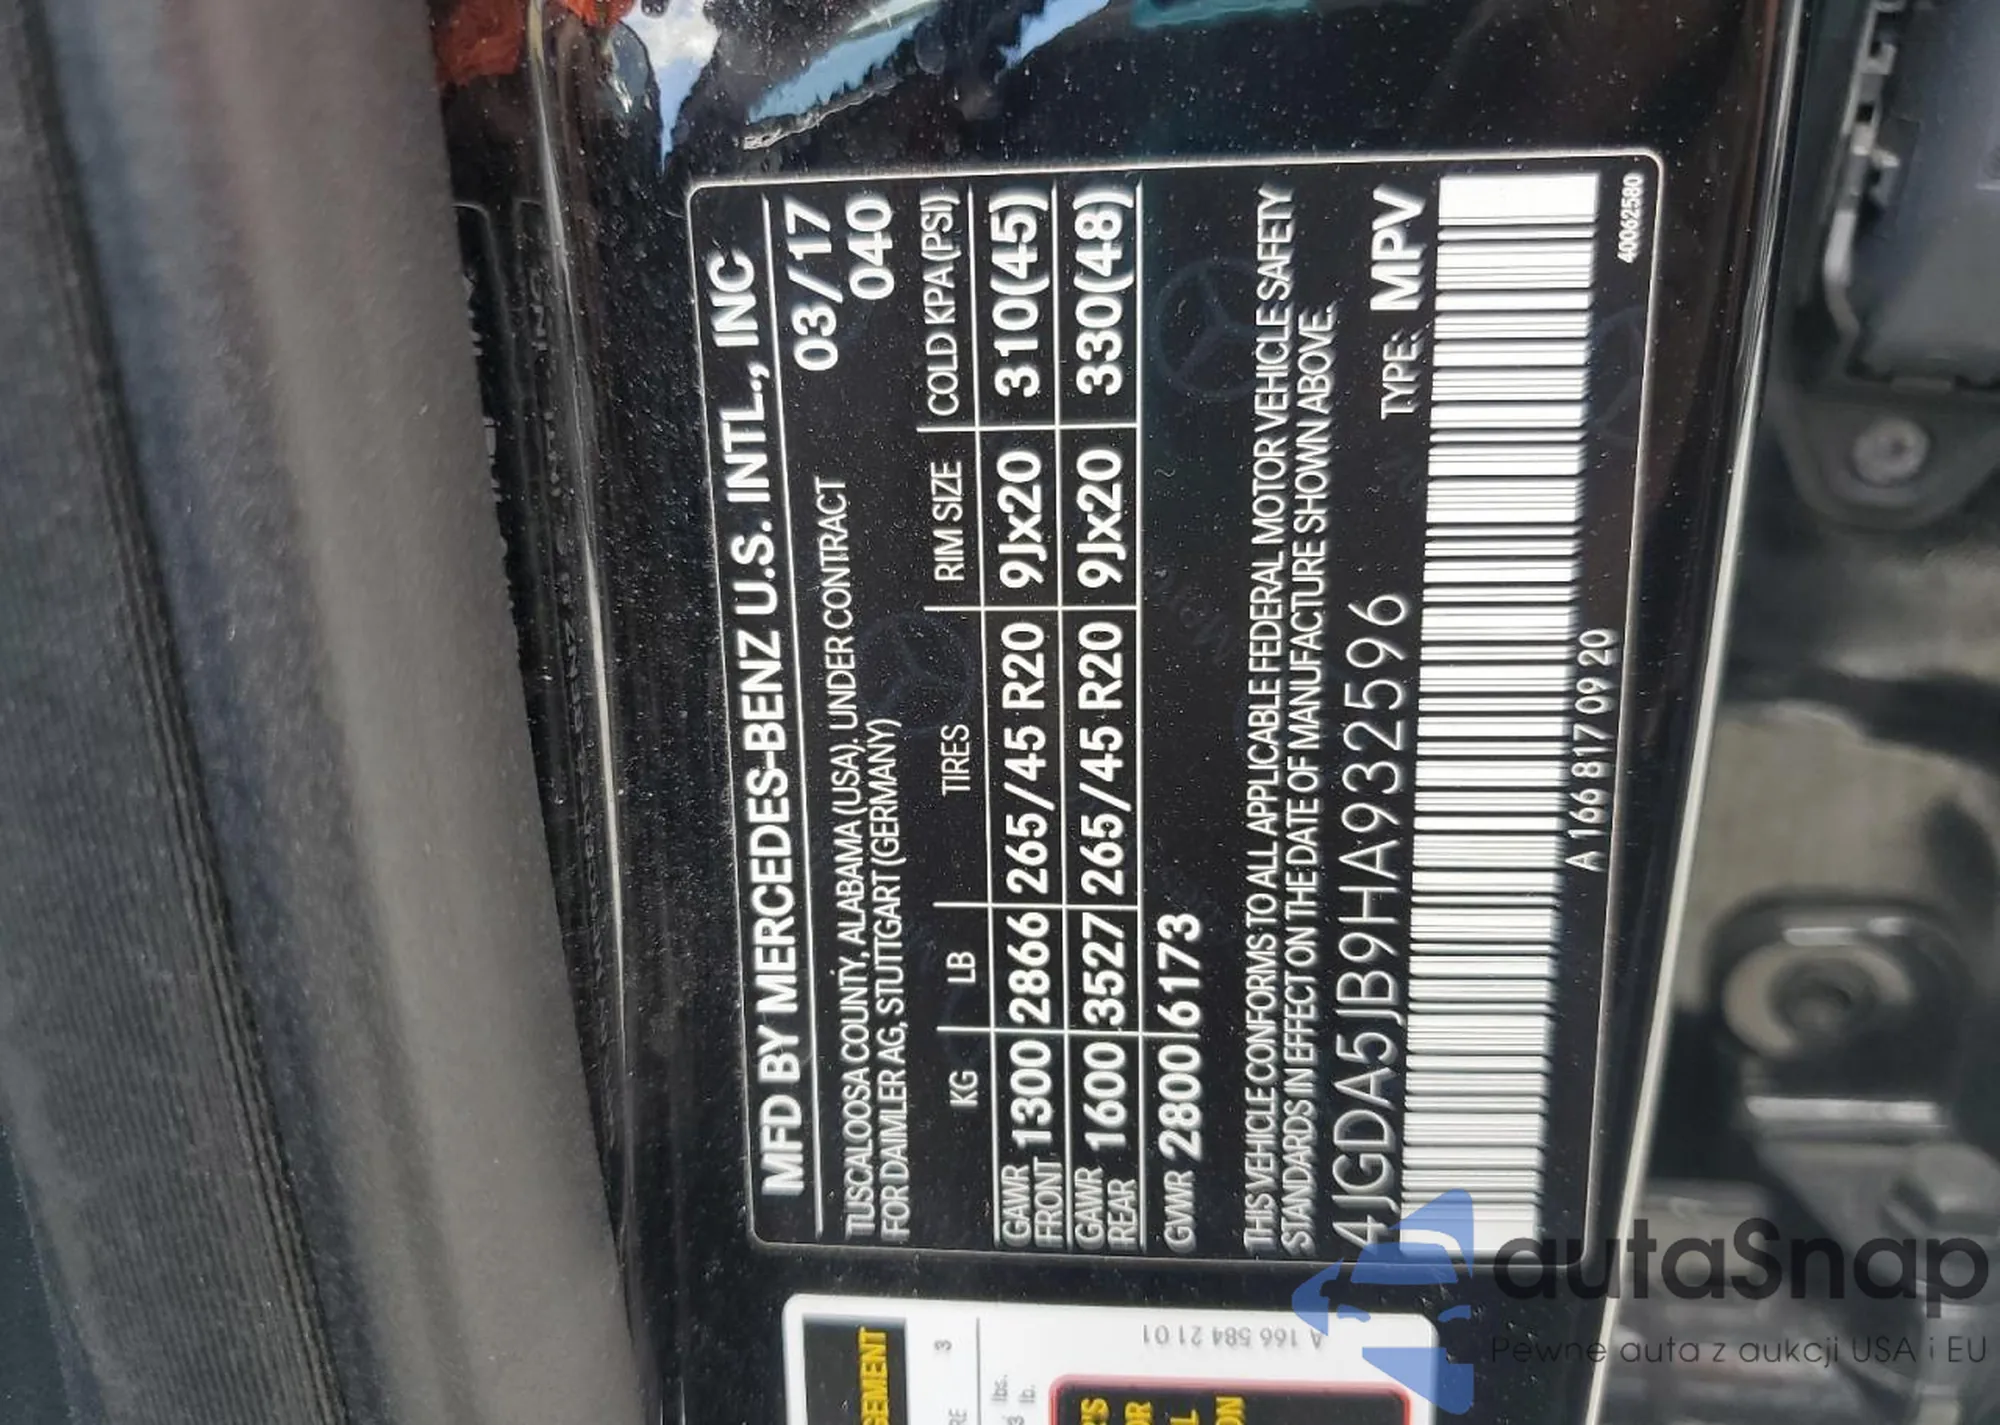 MFD BY MERCEDES-BENZ U.S. INTL., INC
TUSCALOOSA COUNTY, ALABAMA (USA). UNDER CONTRACT 03/17
FOR DAIMLER AG, STUTTGART (GERMANY) 040
KG LB TIRES RIM SIZE COLD KPA(PSI)
GAWR FRONT 1300 2866 265/45 R20 9Jx20 310(45)
GAWR REAR 1600 3527 265/45 R20 9Jx20 330(48)
GVWR 2800 6173
THIS VEHICLE CONFORMS TO ALL APPLICABLE FEDERAL MOTOR VEHICLE SAFETY
STANDARDS IN EFFECT ON THE DATE OF MANUFACTURE SHOWN ABOVE.
4JGDA5JB9HA932596 TYPE: MPV
A 166 817 09 20
40062580
A 166 584 21 01
3
lbs.
lb.
autaSnap
Pewne auta z aukcji USA i EU